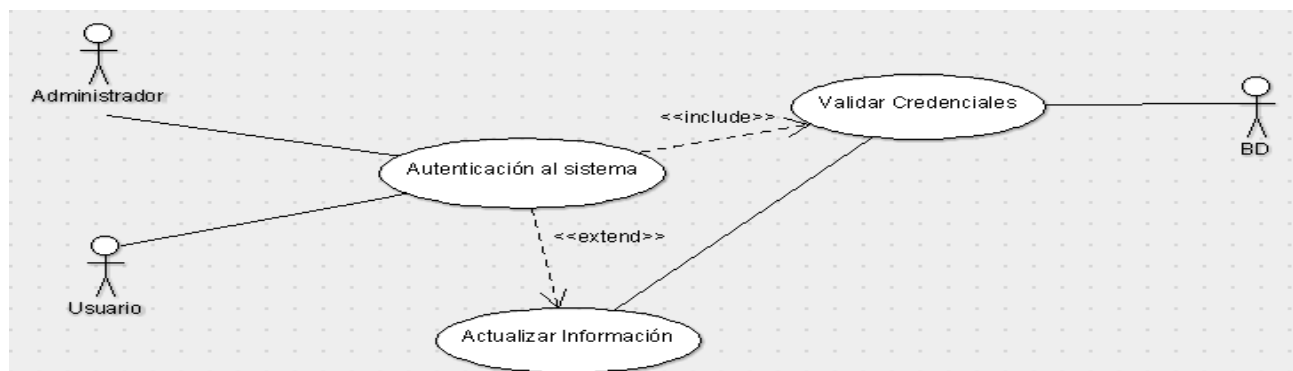 Administrador
Validar Credenciales
<<include>>
BD
Autenticación al sistema
<<extend>>
Usuario
Actualizar Información